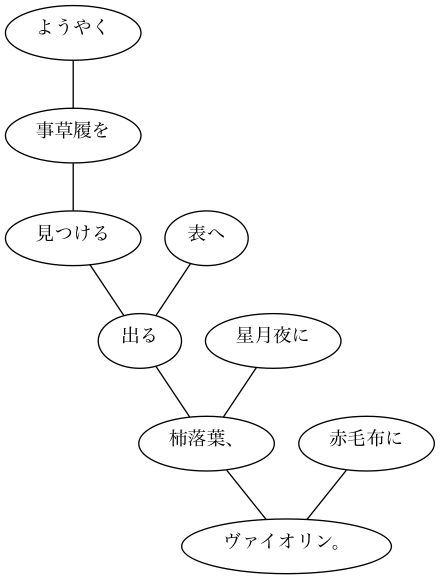 ようやく
事草履を
見つける
表へ
出る
星月夜に
柿落葉、
赤毛布に
ヴァイオリン。